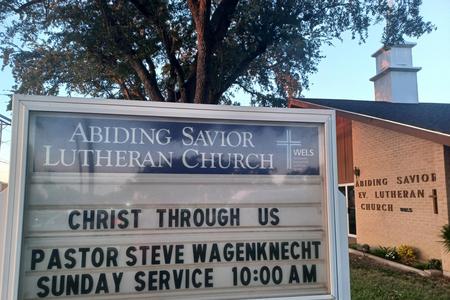 ABIDING SAVIOR
LUTHERAN CHURCH
WELS
CHRIST THROUGH US
PASTOR STEVE WAGENKNECHT
SUNDAY SERVICE 10:00 AM
ABIDING SAVIOR
EV. LUTHERAN
CHURCH WELS